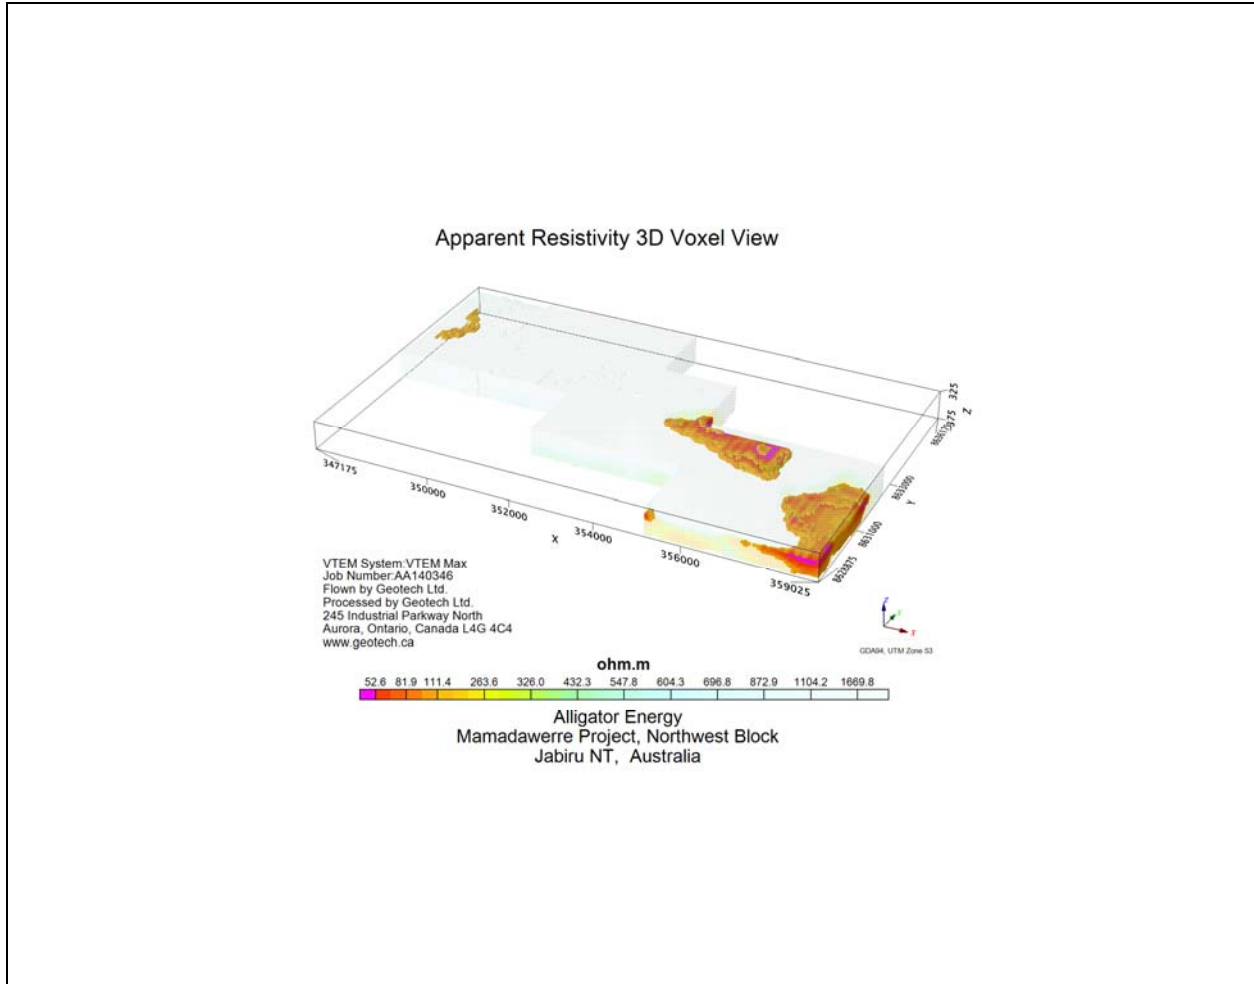 Apparent Resistivity 3D Voxel View
325
Z
347175
350000
352000
X
354000
356000
359025
8633000
Y
8631000
8628875
VTEM System:VTEM Max
Job Number:AA140346
Flown by Geotech Ltd.
Processed by Geotech Ltd.
245 Industrial Parkway North
Aurora, Ontario, Canada L4G 4C4
www.geotech.ca
Z
Y
X
GDA94, UTM Zone 53
ohm.m
52.6 81.9 111.4 263.6 326.0 432.3 547.8 604.3 696.8 872.9 1104.2 1669.8
Alligator Energy
Mamadawerre Project, Northwest Block
Jabiru NT, Australia